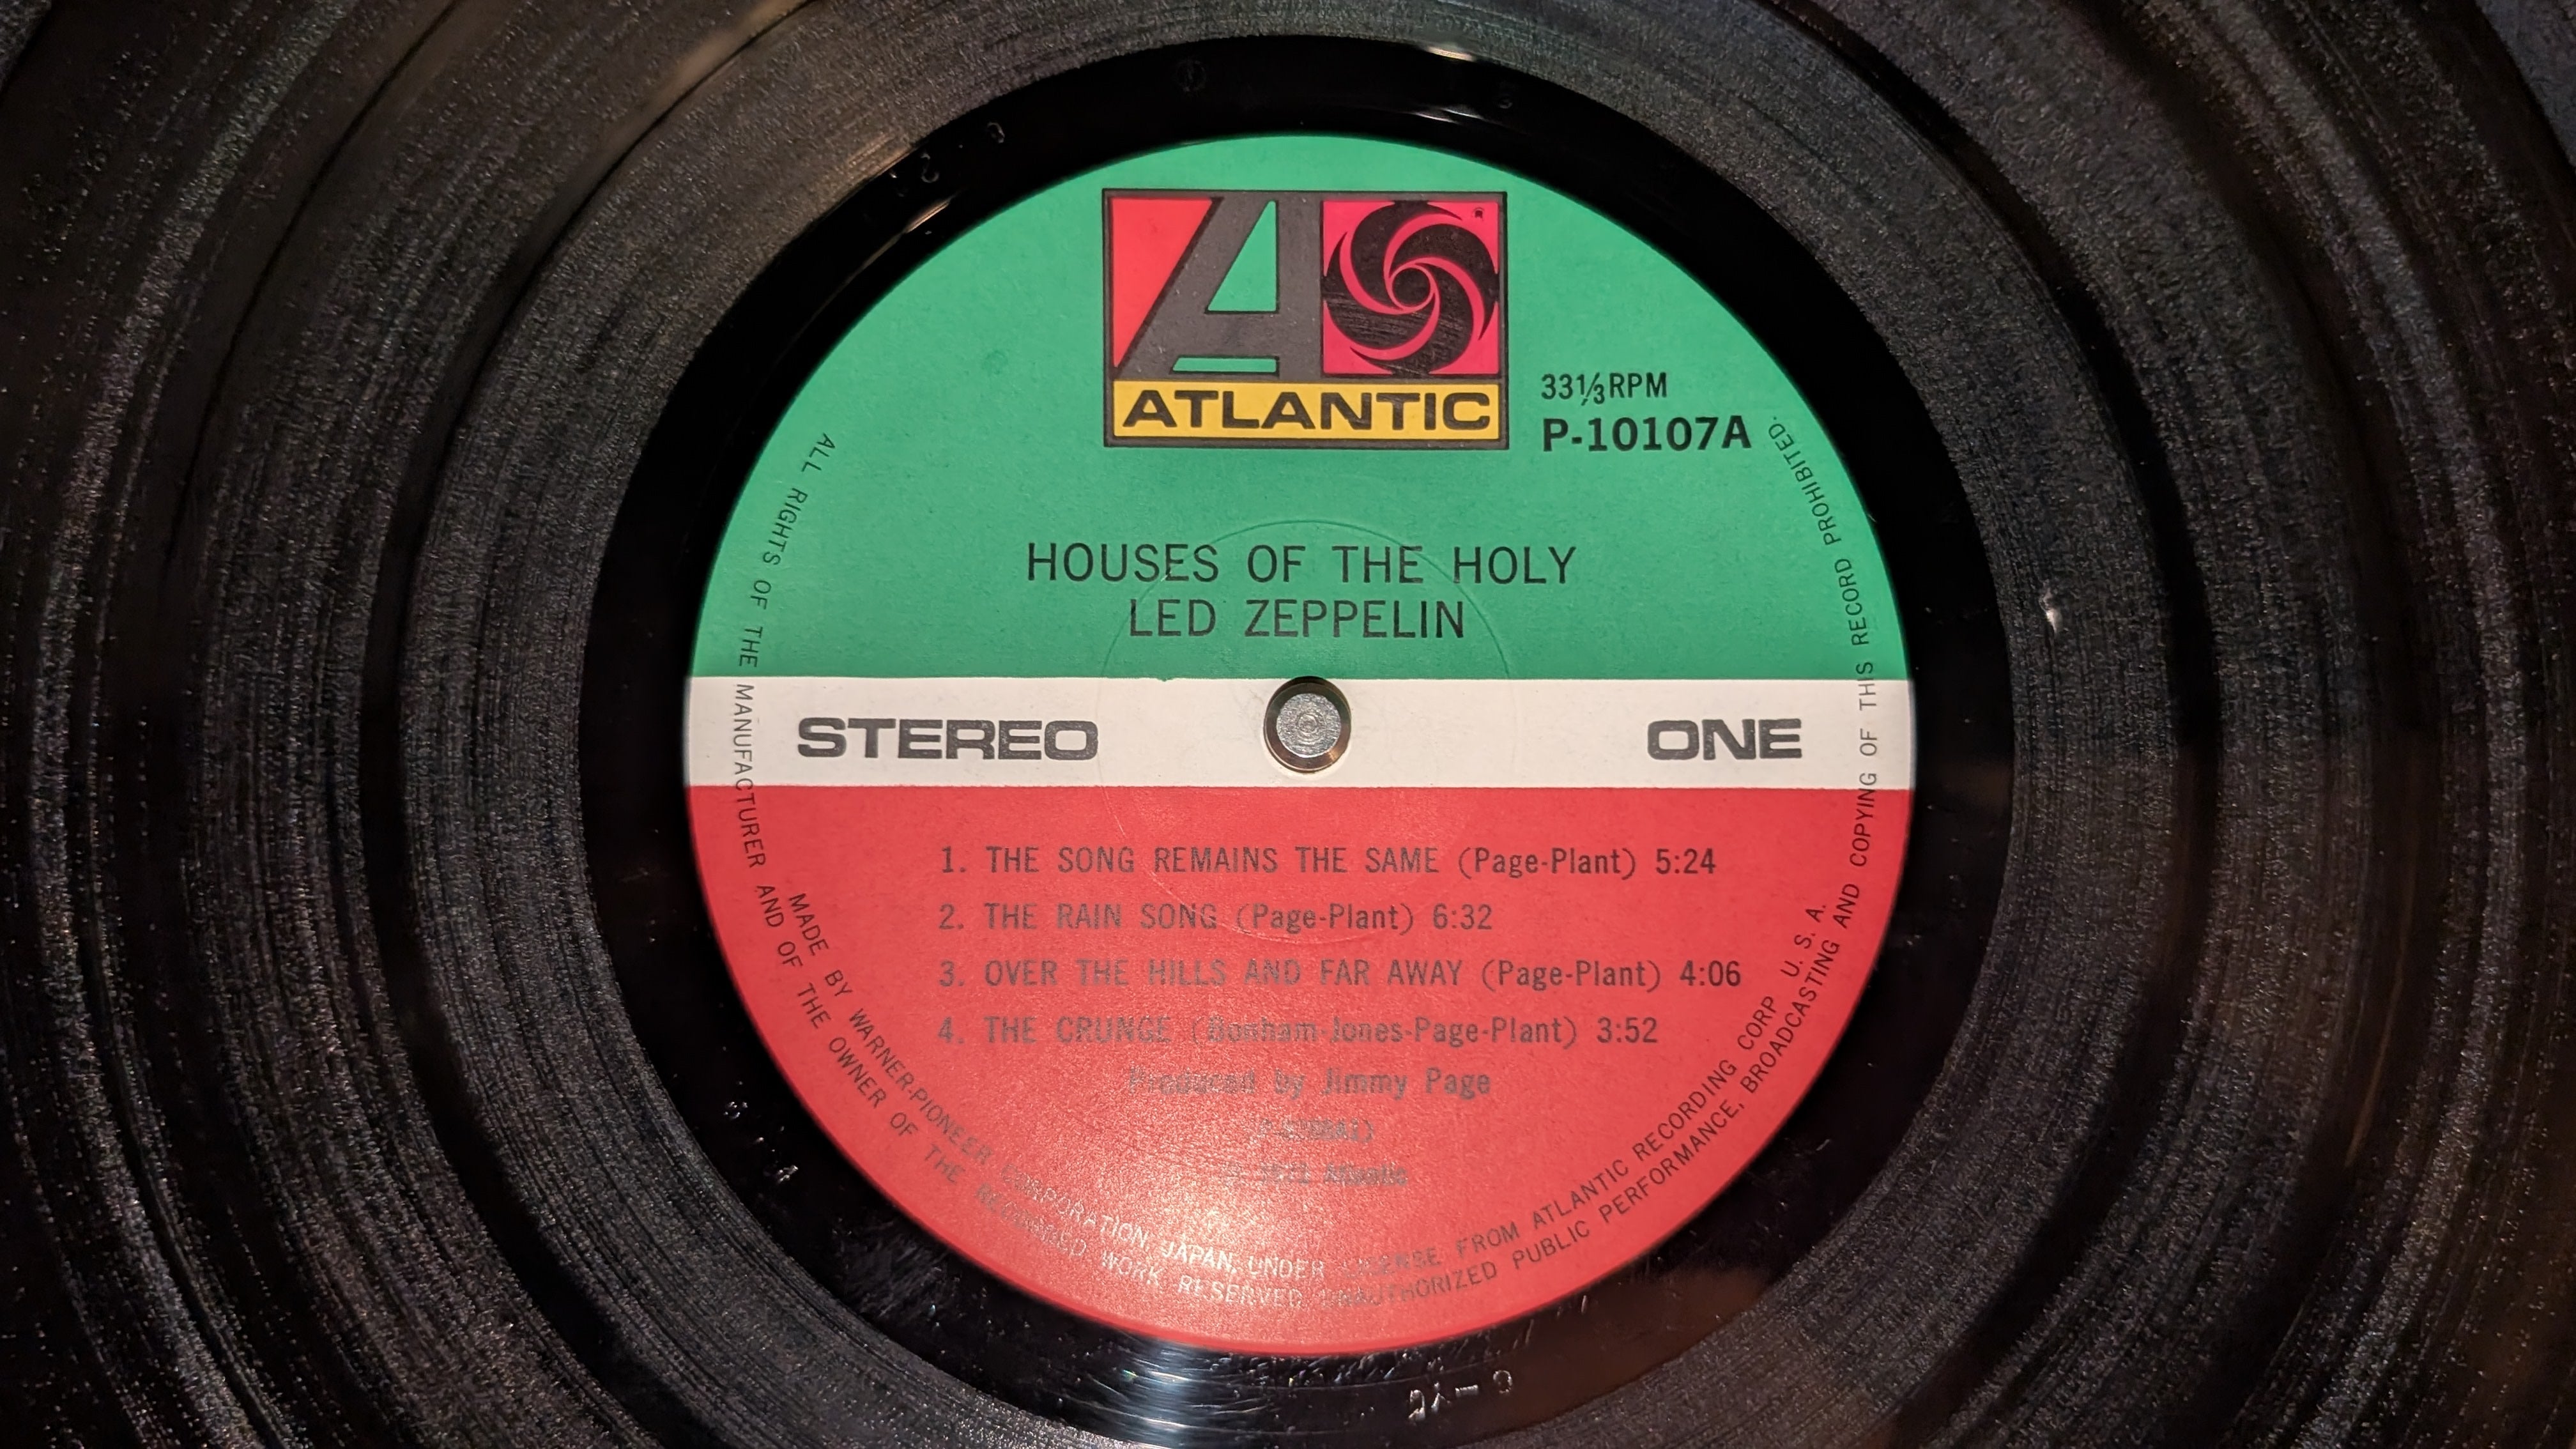 ATLANTIC
33⅓RPM
P-10107A
HOUSES OF THE HOLY
LED ZEPPELIN
STEREO
ONE
1. THE SONG REMAINS THE SAME (Page-Plant) 5:24
2. THE RAIN SONG (Page-Plant) 6:32
3. OVER THE HILLS AND FAR AWAY (Page-Plant) 4:06
4. THE CRUNGE (Bonham-Jones-Page-Plant) 3:52
Produced by Jimmy Page
Atlantic
MADE BY WARNER-PIONEER CORPORATION, JAPAN, UNDER LICENSE FROM ATLANTIC RECORDING CORP. U. S. A.
ALL RIGHTS OF THE MANUFACTURER AND OF THE OWNER OF THE RECORDED WORK RESERVED. UNAUTHORIZED PUBLIC PERFORMANCE, BROADCASTING AND COPYING OF THIS RECORD PROHIBITED.